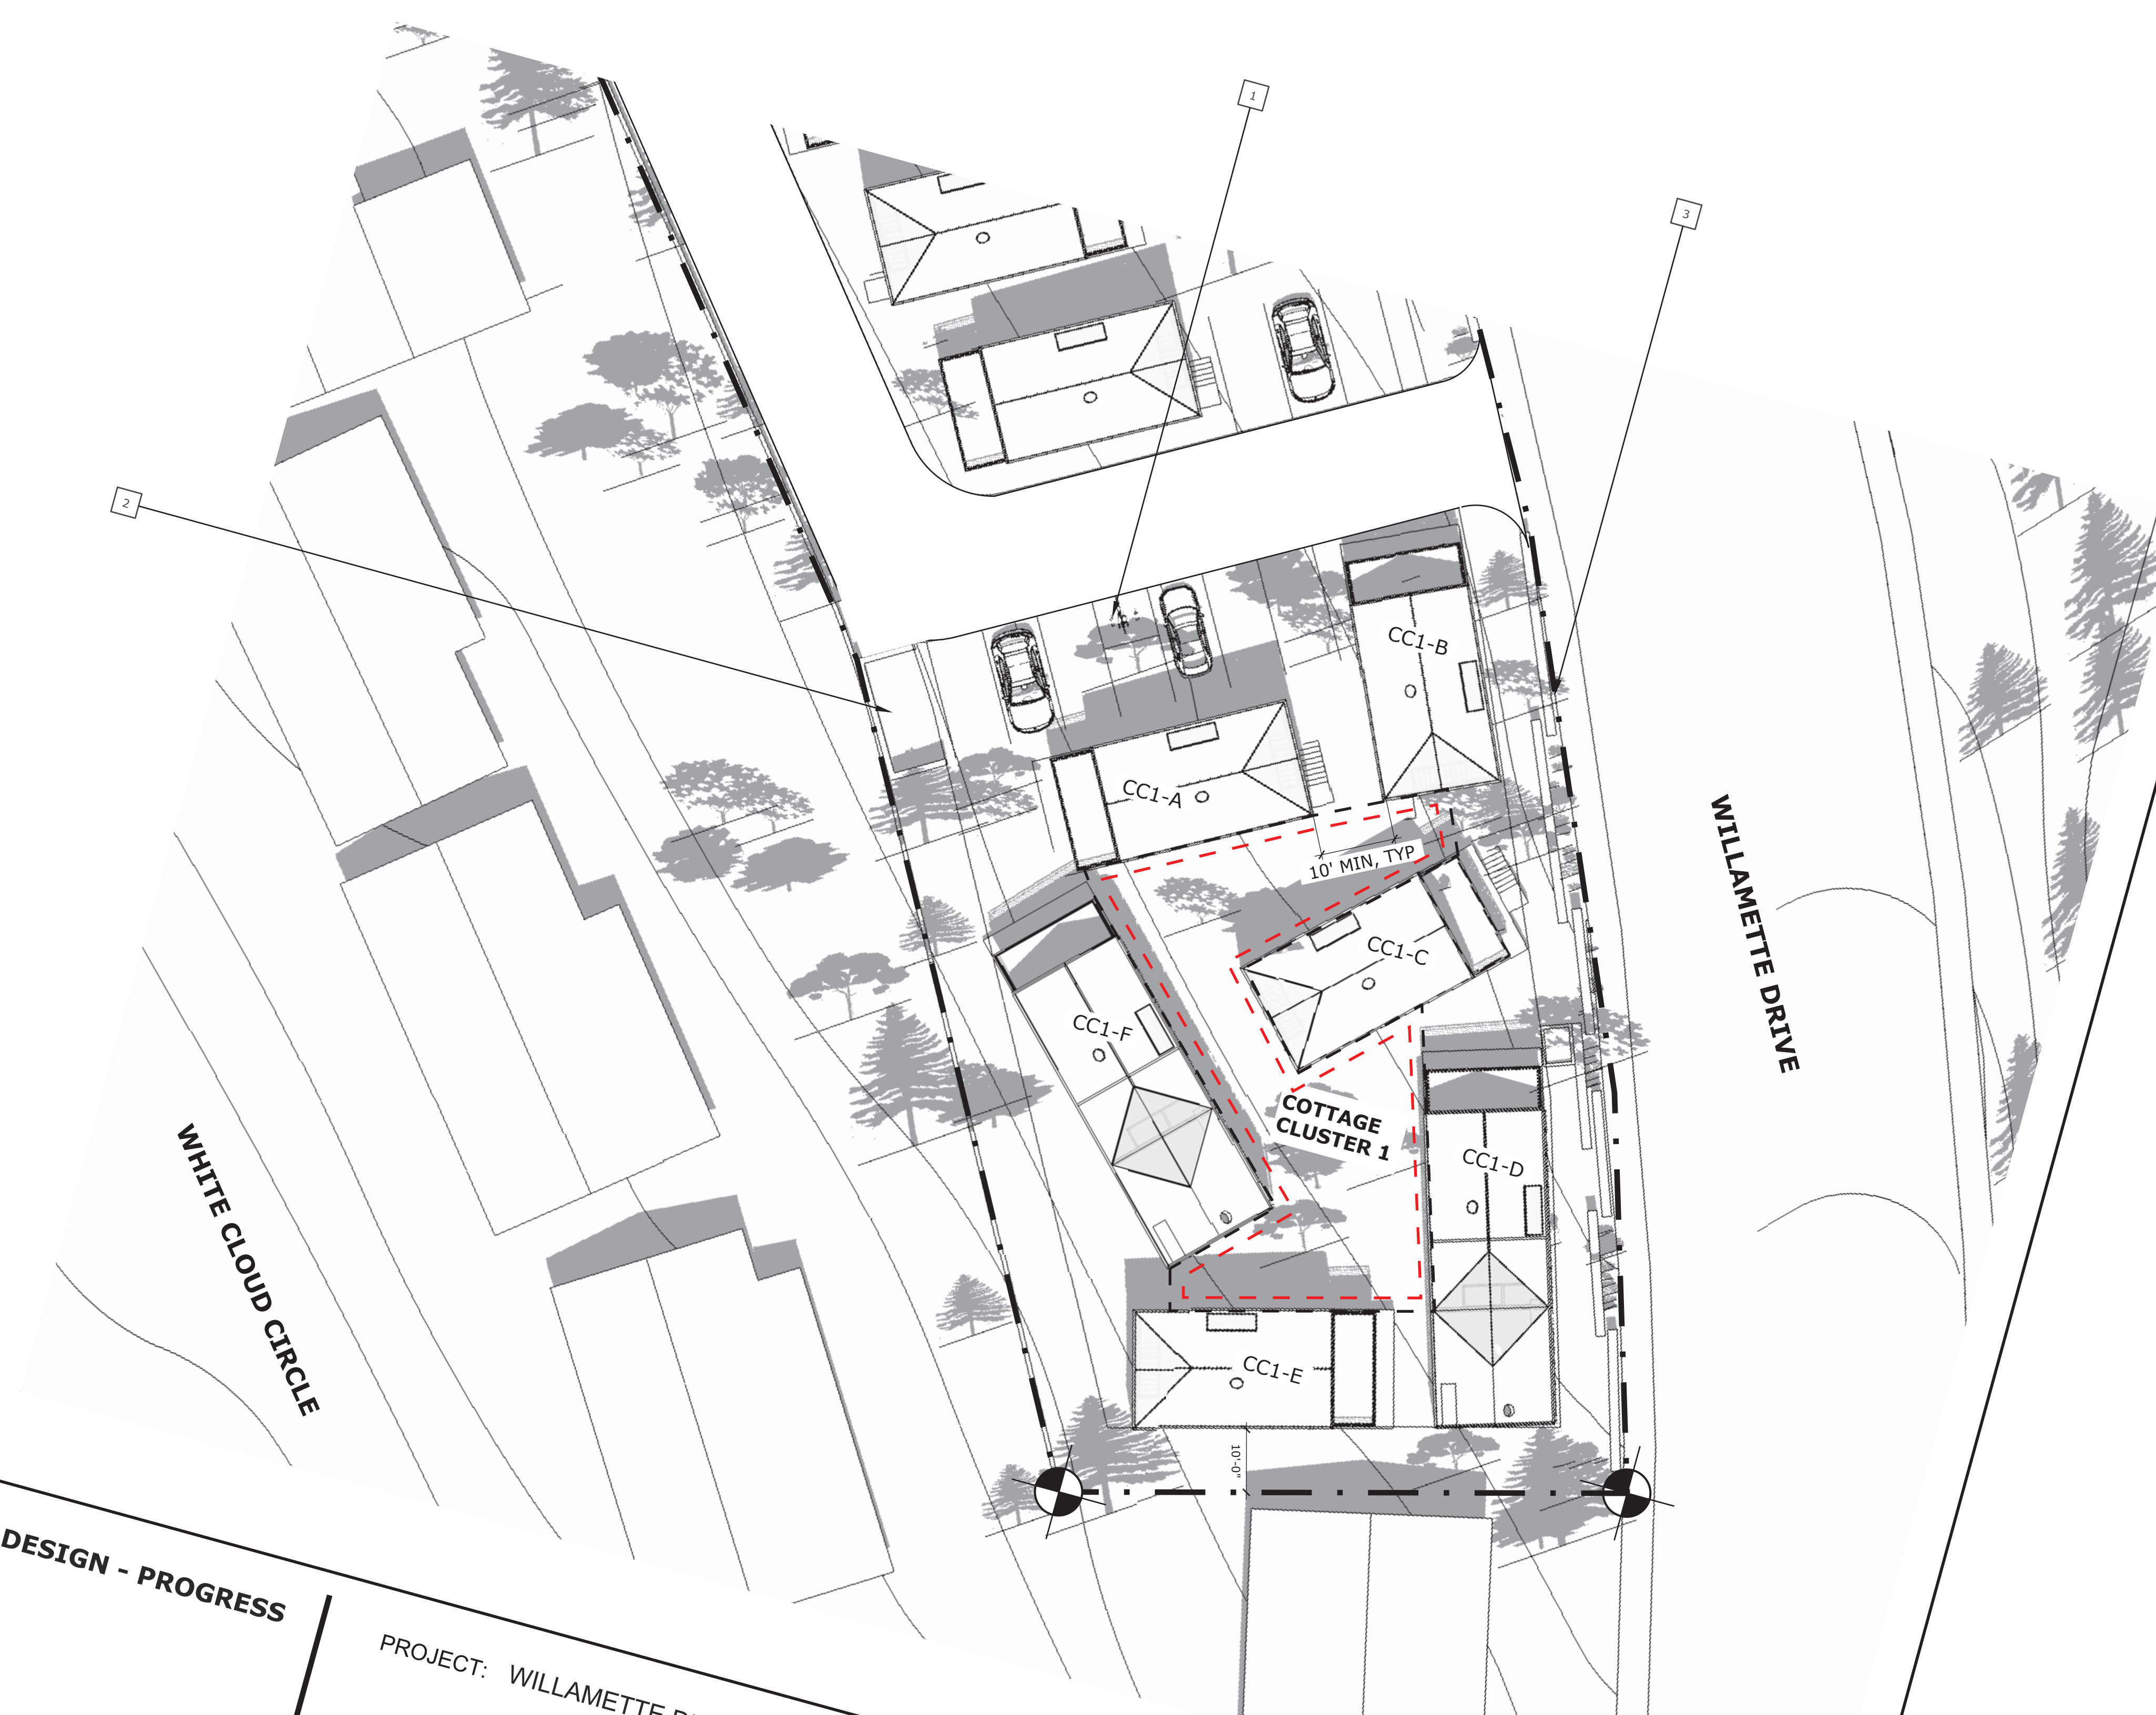 1
3
2
CC1-B
CC1-A
10' MIN, TYP
CC1-C
CC1-F
COTTAGE
CLUSTER 1
CC1-D
CC1-E
10'-0"
WILLAMETTE DRIVE
WHITE CLOUD CIRCLE
DESIGN - PROGRESS
PROJECT: WILLAMETTE